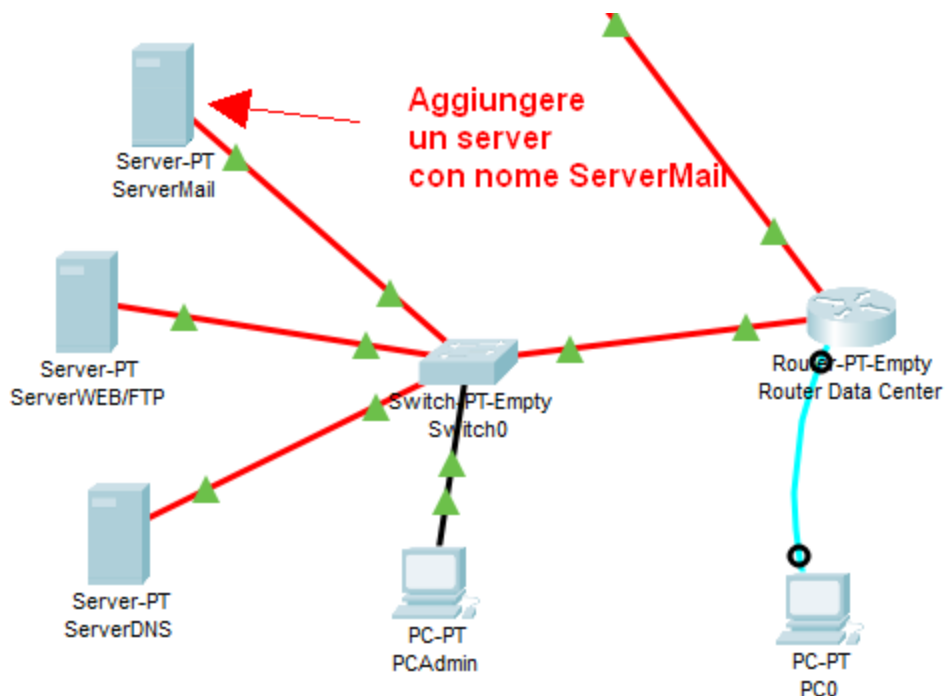 Aggiungere
un server
con nome ServerMail
Server-PT
ServerMail
Server-PT
ServerWEB/FTP
Switch-PT-Empty
Switch0
Router-PT-Empty
Router Data Center
Server-PT
ServerDNS
PC-PT
PCAdmin
PC-PT
PC0